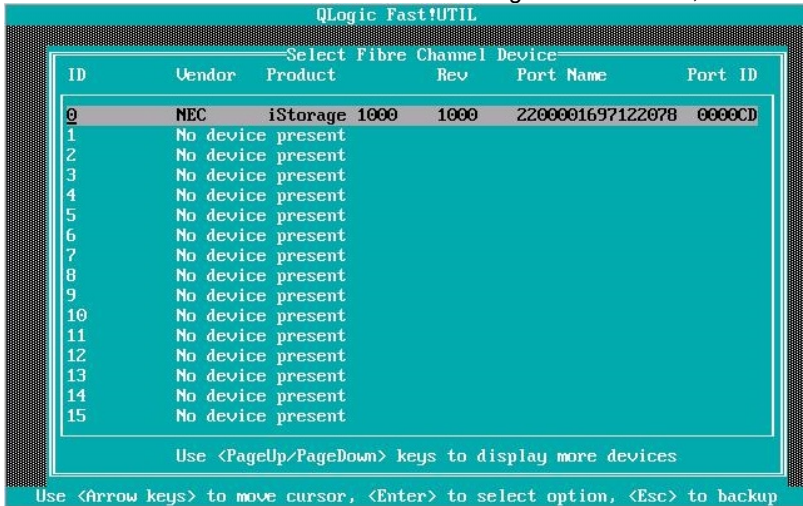 QLogic Fast!UTIL
Select Fibre Channel Device
ID Vendor Product Rev Port Name Port ID
0 NEC iStorage 1000 1000 2200001697122078 0000CD
1 No device present
2 No device present
3 No device present
4 No device present
5 No device present
6 No device present
7 No device present
8 No device present
9 No device present
10 No device present
11 No device present
12 No device present
13 No device present
14 No device present
15 No device present
Use <PageUp/PageDown> keys to display more devices
Use <Arrow keys> to move cursor, <Enter> to select option, <Esc> to backup